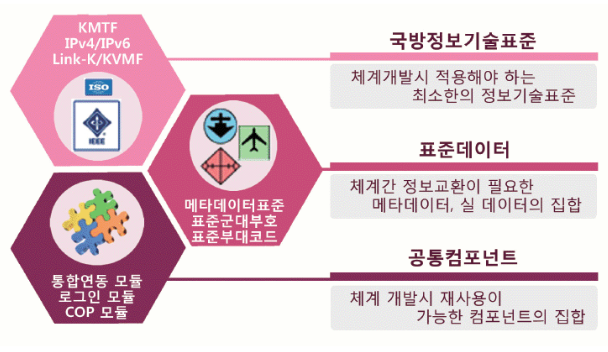 KMTF
IPv4/IPv6
Link-K/KVMF
ISO
IEEE
국방정보기술표준
체계개발시 적용해야 하는
최소한의 정보기술표준
메타데이터표준
표준군대부호
표준부대코드
표준데이터
체계간 정보교환이 필요한
메타데이터, 실 데이터의 집합
통합연동 모듈
로그인 모듈
COP 모듈
공통컴포넌트
체계 개발시 재사용이
가능한 컴포넌트의 집합